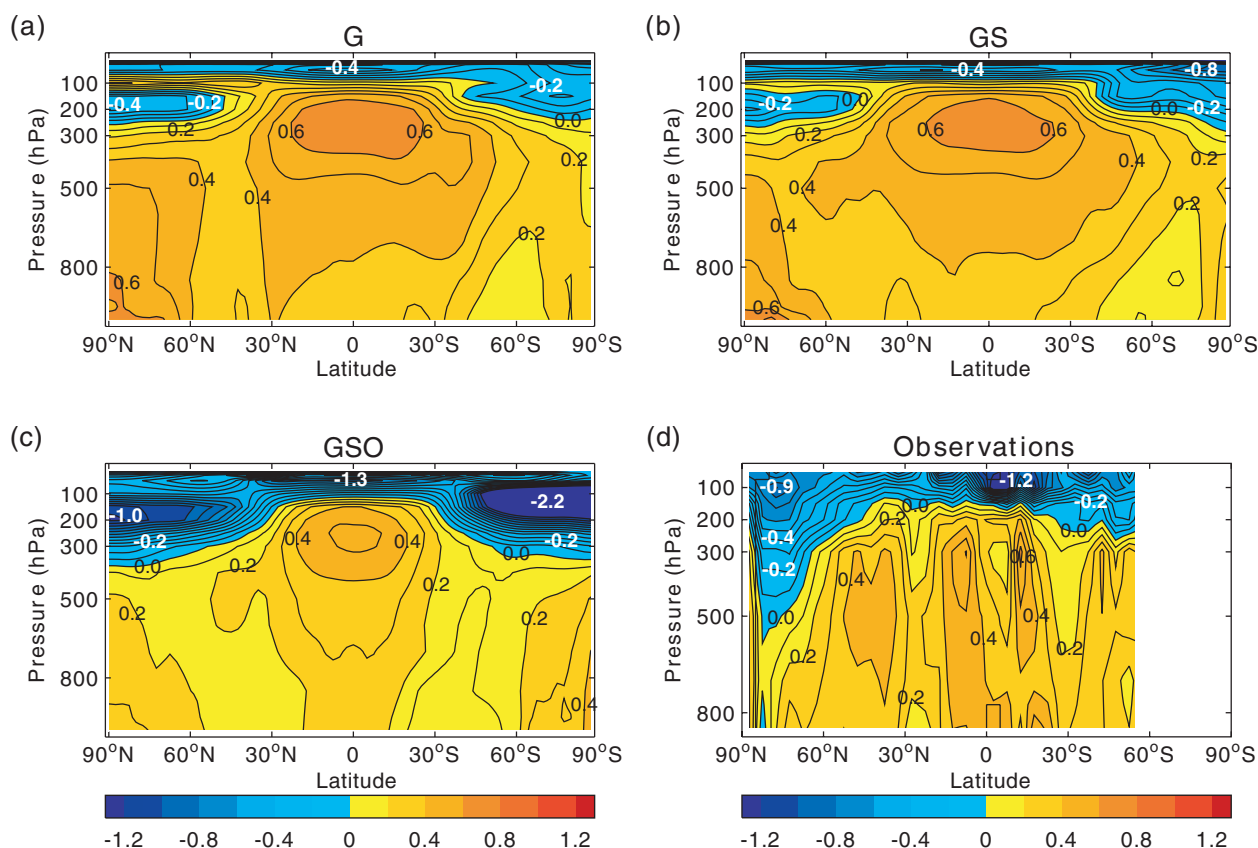 (a)
G
-0.4
-0.4
-0.2
-0.2
0.0
0.2
0.6
0.6
0.2
0.4
0.4
0.2
0.6
100
200
300
500
800
Pressure (hPa)
90°N
60°N
30°N
0
30°S
60°S
90°S
Latitude
(b)
GS
-0.4
-0.8
-0.2
0.0
0.0
-0.2
0.2
0.6
0.6
0.4
0.2
0.4
0.2
0.4
0.6
100
200
300
500
800
Pressure (hPa)
90°N
60°N
30°N
0
30°S
60°S
90°S
Latitude
(c)
GSO
-1.3
-2.2
-1.0
-0.2
0.4
0.4
-0.2
0.0
0.2
0.0
0.2
0.2
0.2
0.4
100
200
300
500
800
Pressure (hPa)
90°N
60°N
30°N
0
30°S
60°S
90°S
Latitude
-1.2
-0.8
-0.4
0
0.4
0.8
1.2
(d)
Observations
-0.9
-1.2
0.0
-0.2
0.2
-0.4
0.0
-0.2
0.4
0.6
0.0
0.4
0.4
0.2
0.2
0.2
100
200
300
500
800
Pressure (hPa)
90°N
60°N
30°N
0
30°S
60°S
90°S
Latitude
-1.2
-0.8
-0.4
0
0.4
0.8
1.2